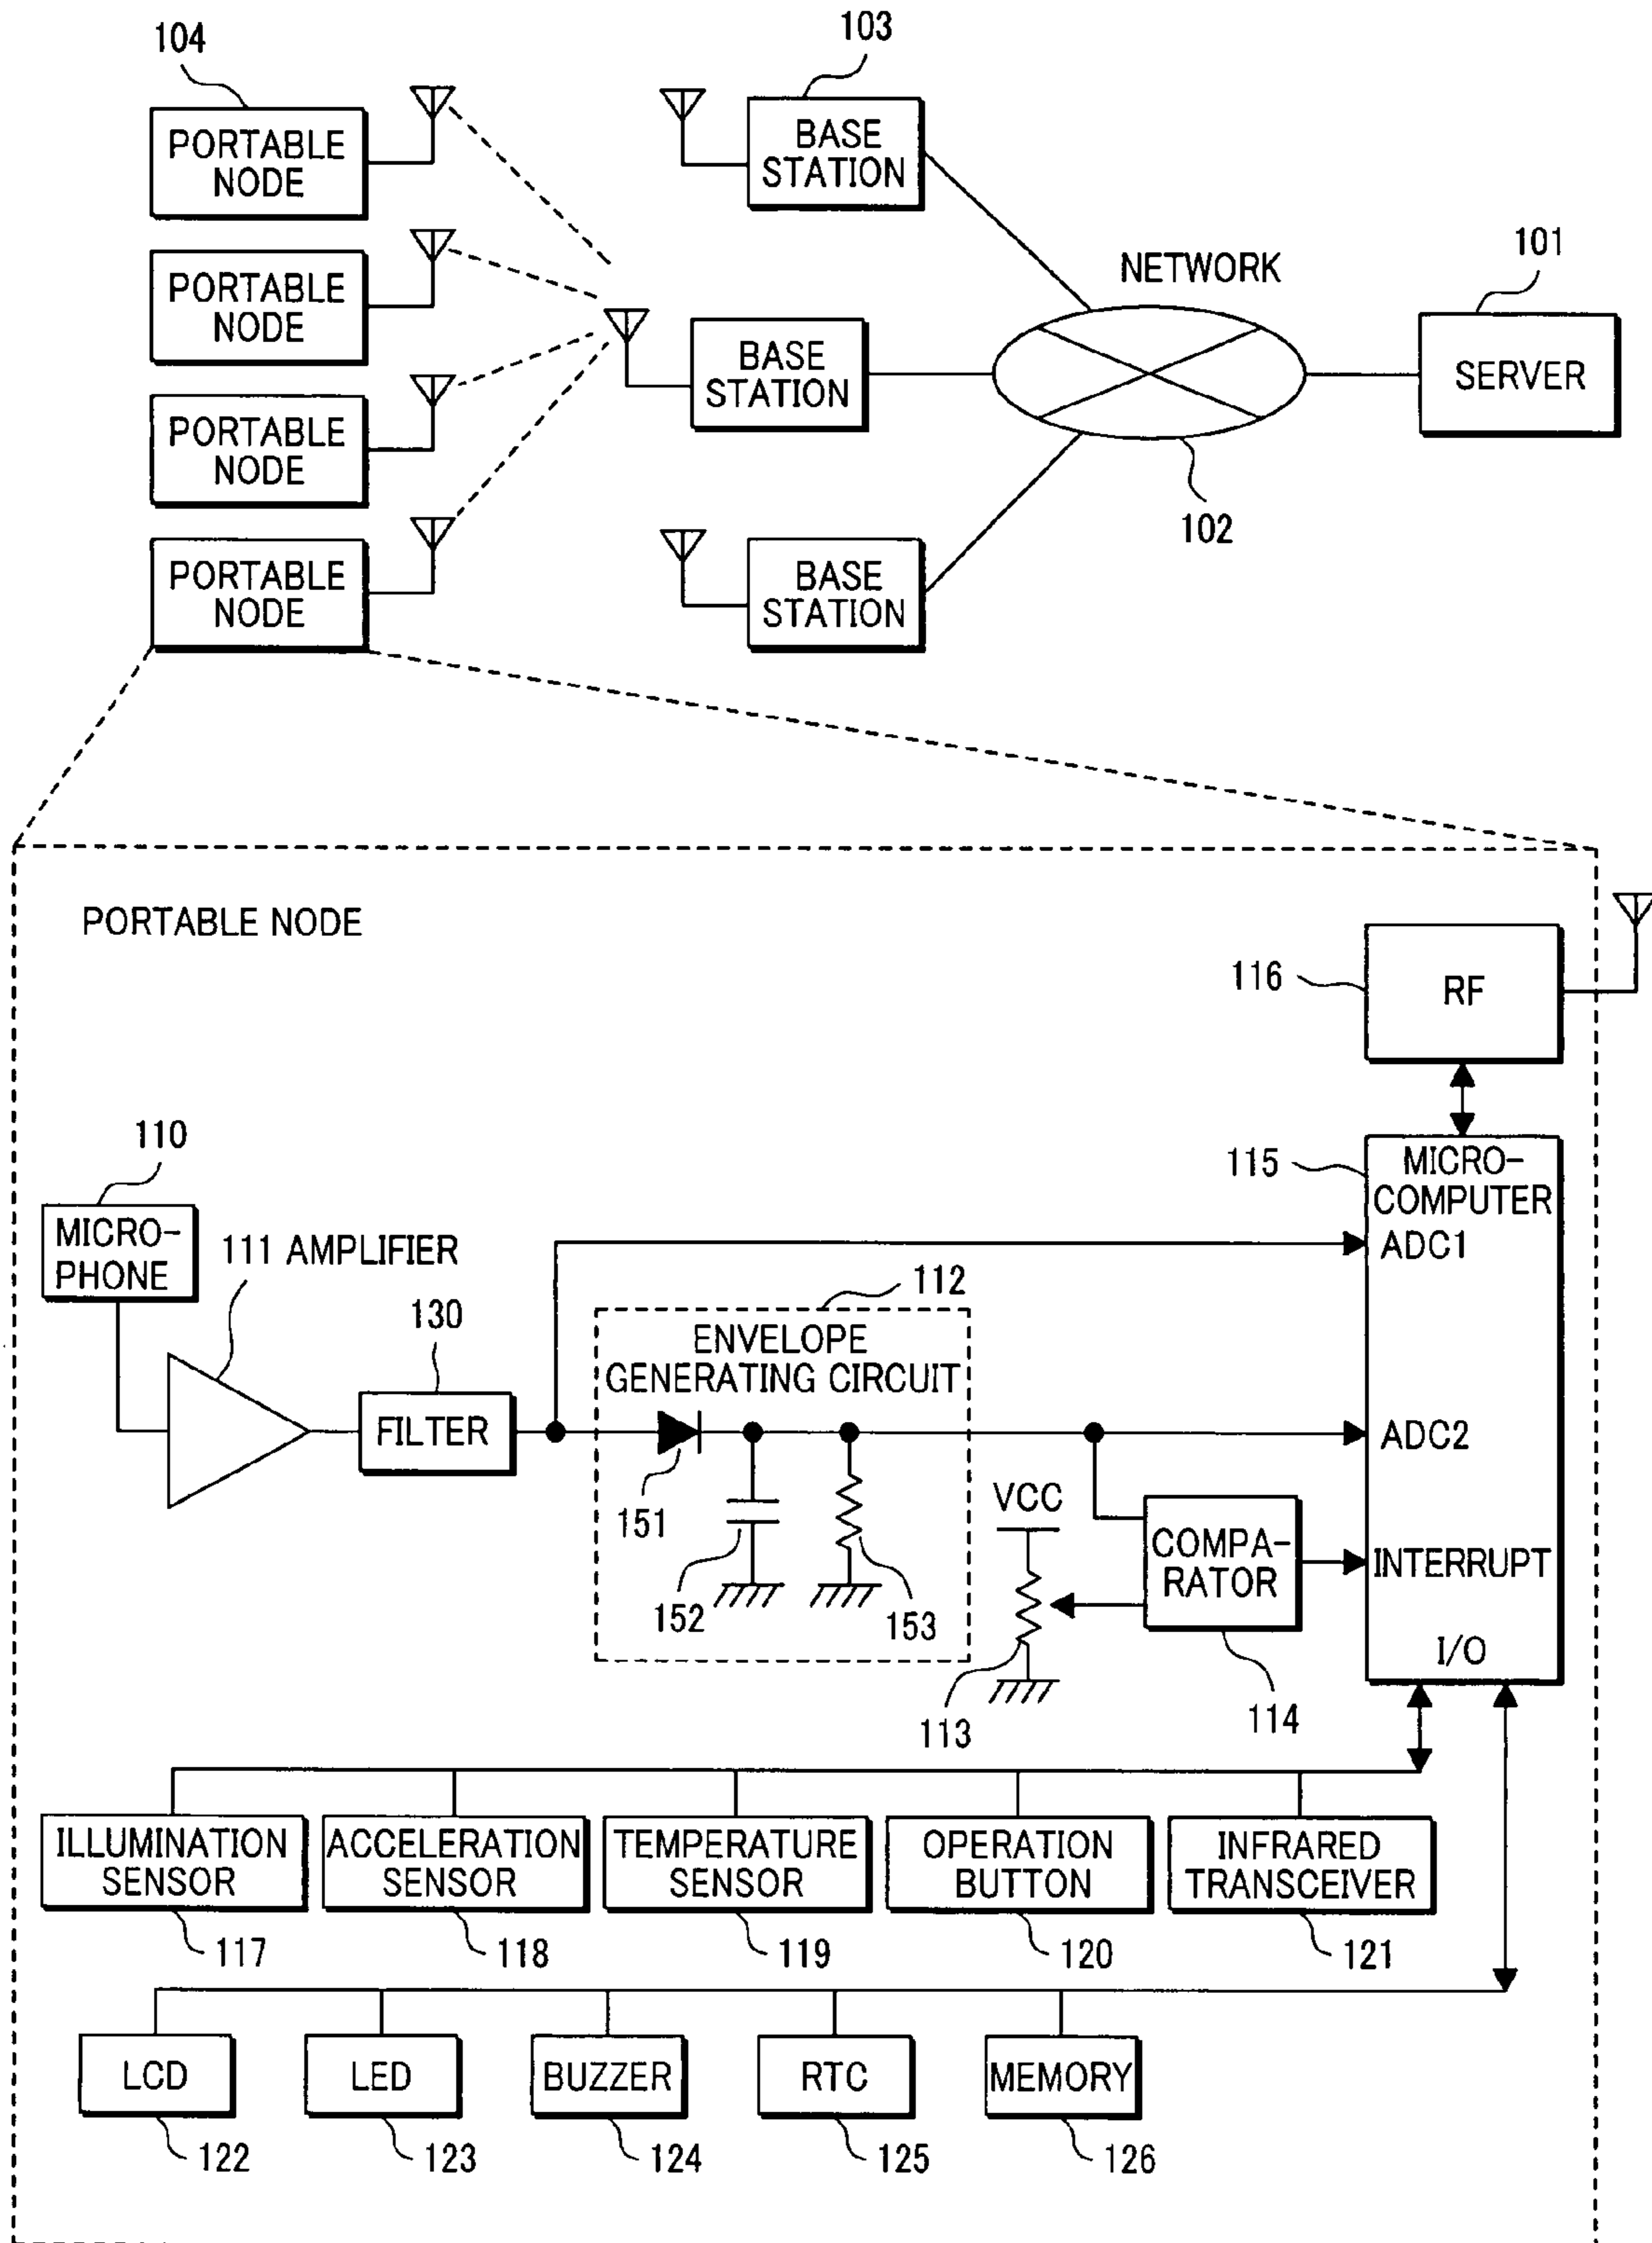 104
103
PORTABLE
NODE
BASE
STATION
101
NETWORK
PORTABLE
NODE
BASE
STATION
SERVER
PORTABLE
NODE
102
PORTABLE
NODE
BASE
STATION
PORTABLE NODE
116
RF
110
115
MICRO-
COMPUTER
MICRO-
PHONE
111 AMPLIFIER
ADC1
112
130
ENVELOPE
GENERATING CIRCUIT
FILTER
ADC2
151
VCC
COMPA-
RATOR
INTERRUPT
152
153
I/O
113
114
ILLUMINATION
SENSOR
ACCELERATION
SENSOR
TEMPERATURE
SENSOR
OPERATION
BUTTON
INFRARED
TRANSCEIVER
117
118
119
120
121
LCD
LED
BUZZER
RTC
MEMORY
122
123
124
125
126